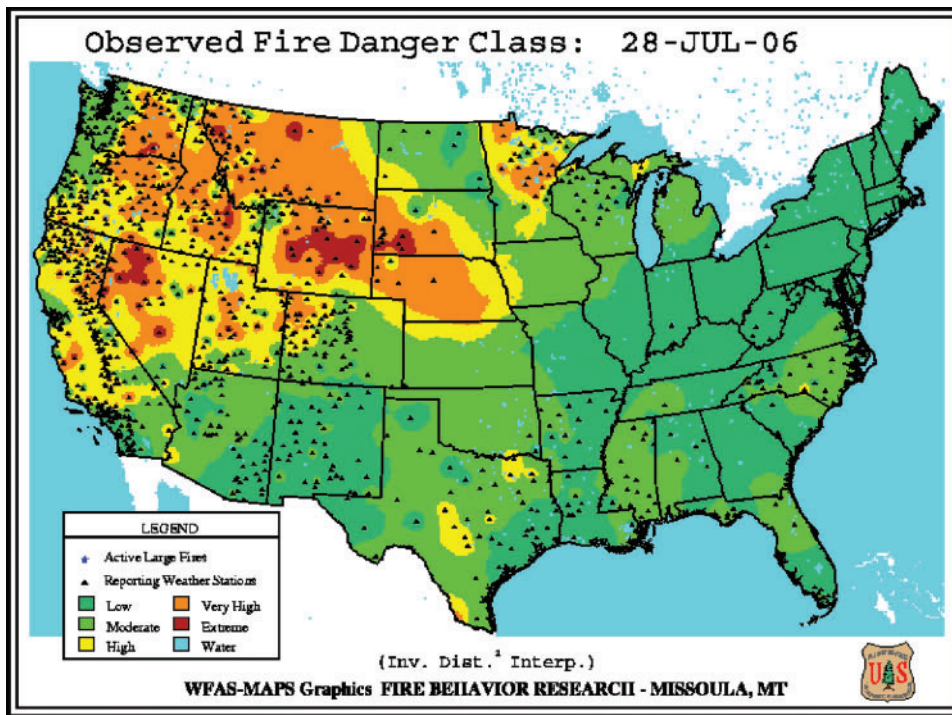 Observed Fire Danger Class: 28-JUL-06
LEGEND
Active Large Fires
Reporting Weather Stations
Low
Very High
Moderate
Extreme
High
Water
(Inv. Dist.² Interp.)
WFAS-MAPS Graphics FIRE BEHAVIOR RESEARCH - MISSOULA, MT
US